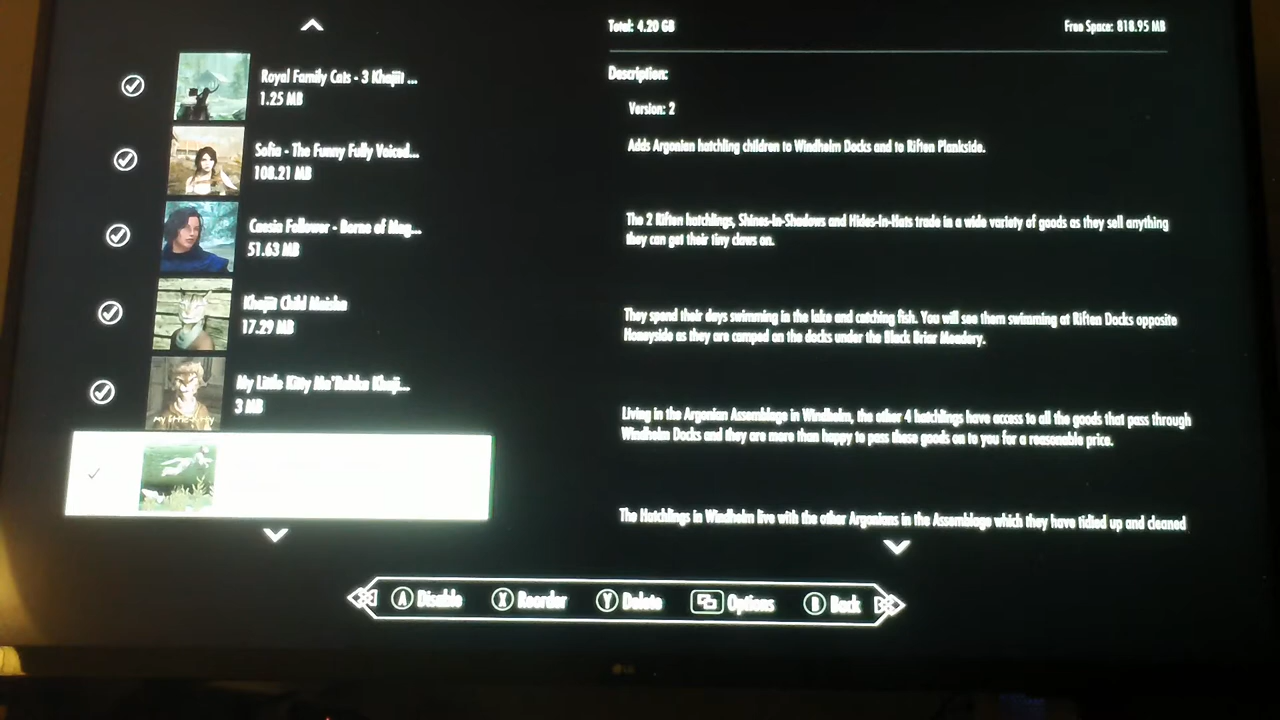 Total: 4.20 GB
Free Space: 818.95 MB
Royal Family Cats - 3 Khajiit ...
1.25 MB
Sofia - The Funny Fully Voiced...
108.21 MB
Caesia Follower - Borne of Mag...
51.63 MB
Khajiit Child Maisha
17.29 MB
My Little Kitty Ma'Rahka Khaji...
3 MB
my little kitty
Description:
Version: 2
Adds Argonian hatchling children to Windhelm Docks and to Riften Plankside.
The 2 Riften hatchlings, Shines-In-Shadows and Hides-In-Hats trade in a wide variety of goods as they sell anything
they can get their tiny claws on.
They spend their days swimming in the lake and catching fish. You will see them swimming at Riften Docks opposite
Honeyside as they are camped on the docks under the Black Briar Meadery.
Living in the Argonian Assemblage in Windhelm, the other 4 hatchlings have access to all the goods that pass through
Windhelm Docks and they are more than happy to pass these goods on to you for a reasonable price.
The Hatchlings in Windhelm live with the other Argonians in the Assemblage which they have tidied up and cleaned
A Disable X Reorder Y Delete Options B Back
LG